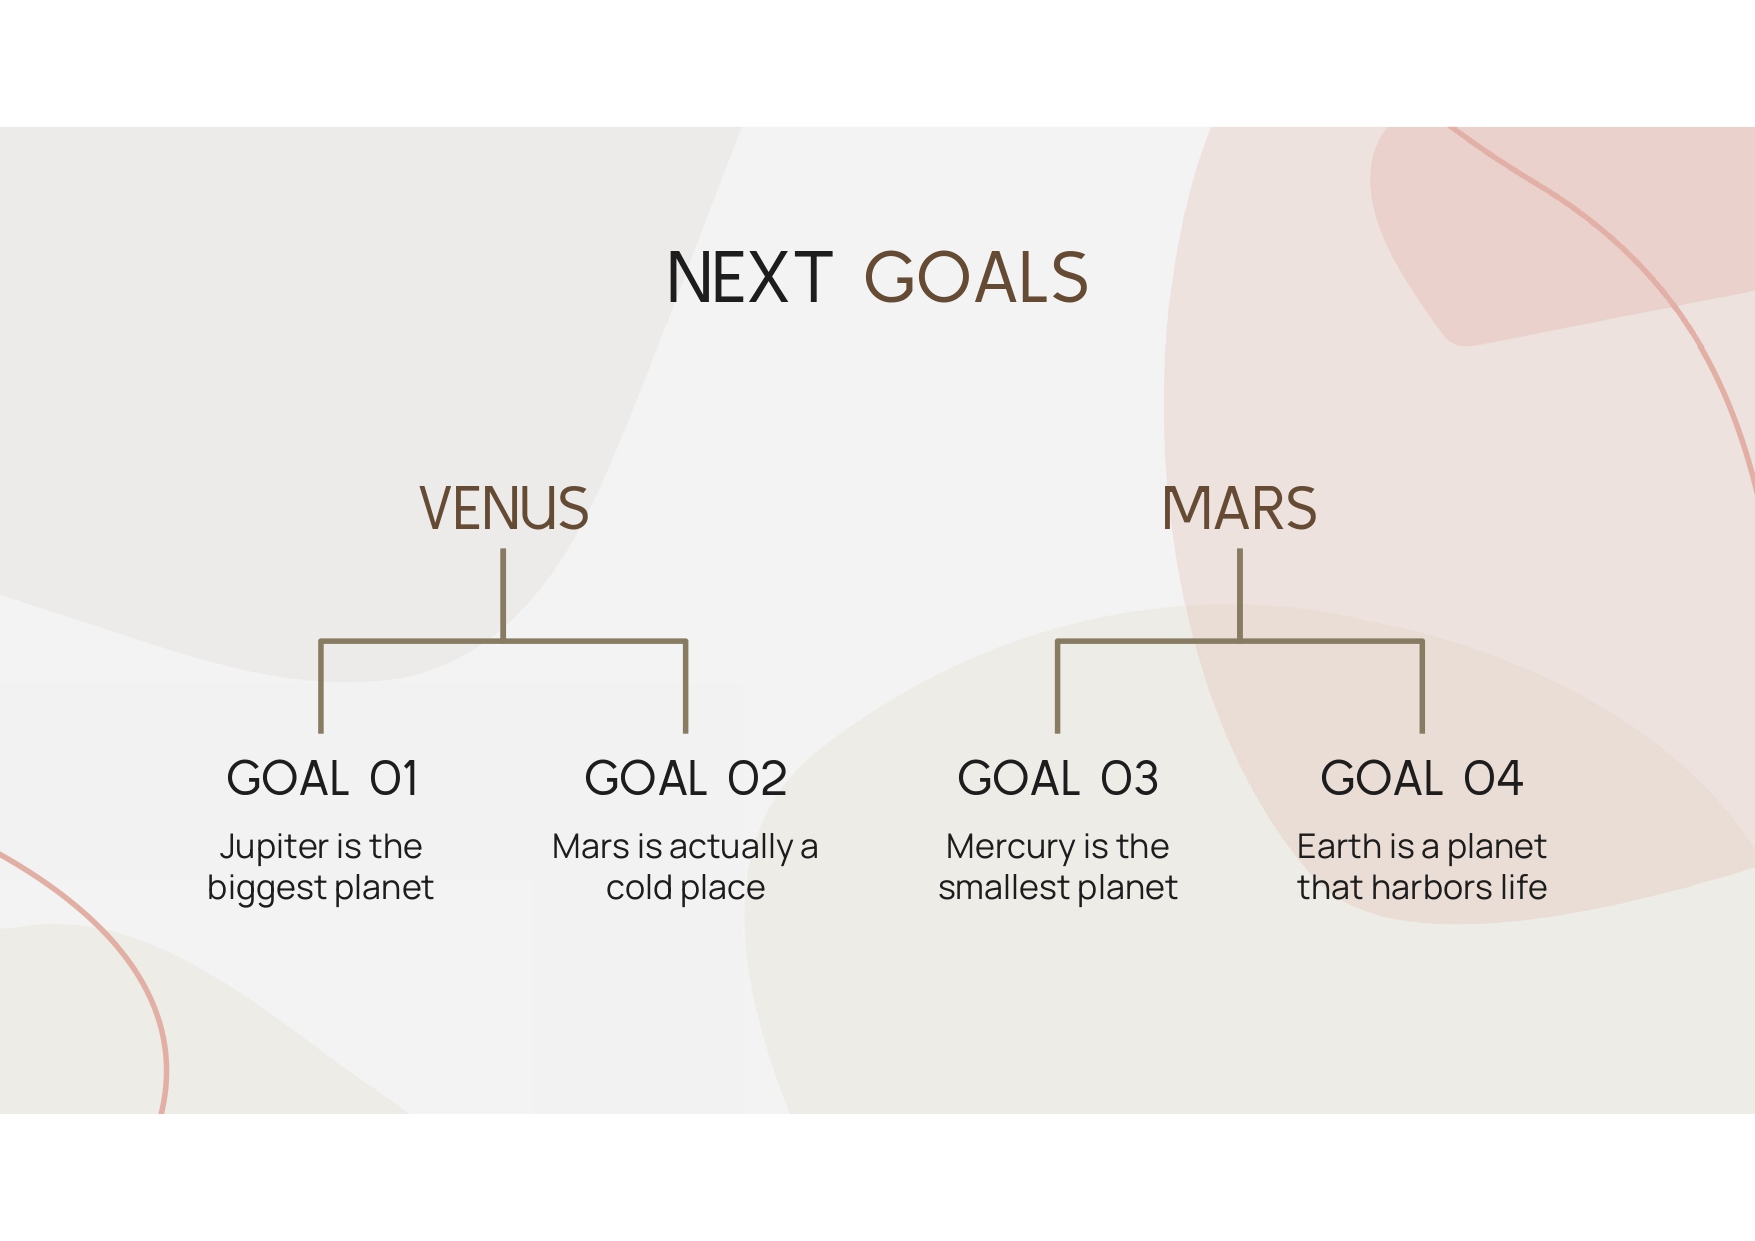 NEXT GOALS
VENUS
GOAL 01
Jupiter is the
biggest planet
GOAL 02
Mars is actually a
cold place
MARS
GOAL 03
Mercury is the
smallest planet
GOAL 04
Earth is a planet
that harbors life